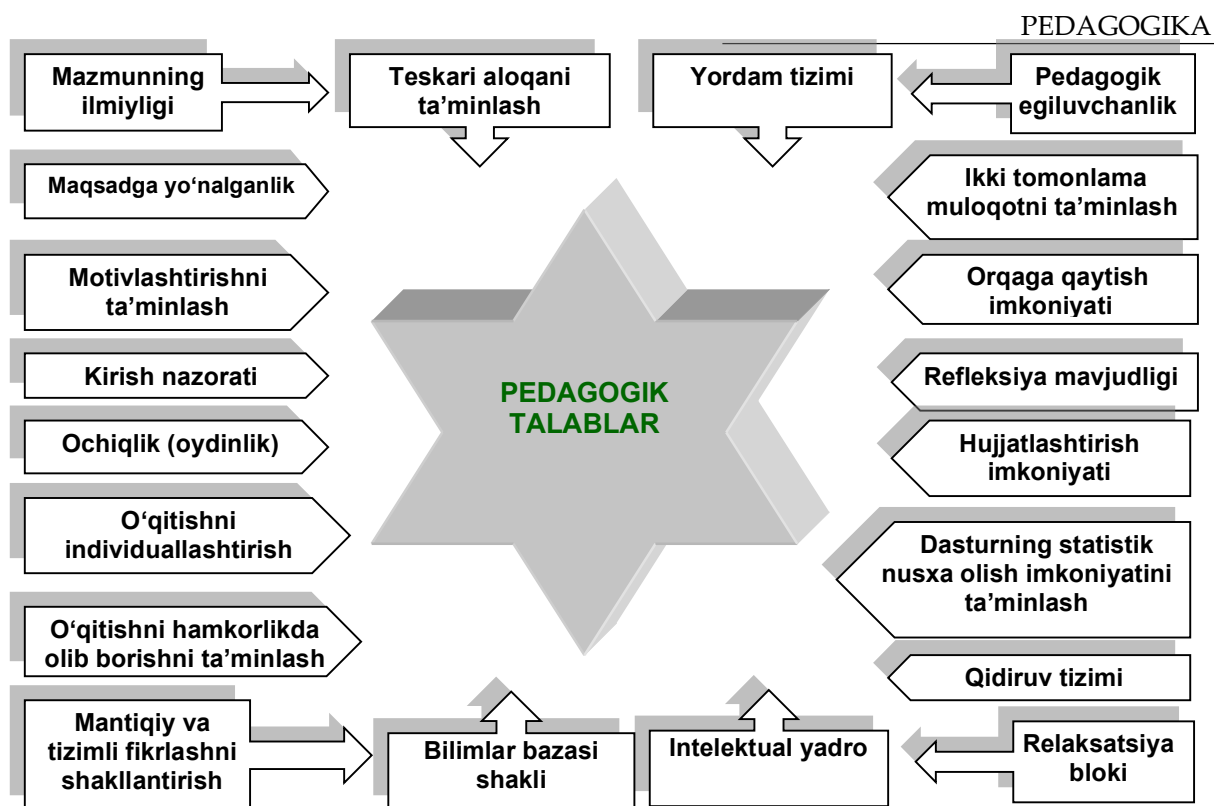 PEDAGOGIKA
Mazmunning
ilmiyligi
Teskari aloqani
ta’minlash
Yordam tizimi
Pedagogik
egiluvchanlik
Maqsadga yo‘nalganlik
Ikki tomonlama
muloqotni ta’minlash
Motivlashtirishni
ta’minlash
Orqaga qaytish
imkoniyati
Kirish nazorati
Refleksiya mavjudligi
PEDAGOGIK
TALABLAR
Ochiqlik (oydinlik)
Hujjatlashtirish
imkoniyati
O‘qitishni
individuallashtirish
Dasturning statistik
nusxa olish imkoniyatini
ta’minlash
O‘qitishni hamkorlikda
olib borishni ta’minlash
Qidiruv tizimi
Mantiqiy va
tizimli fikrlashni
shakllantirish
Bilimlar bazasi
shakli
Intelektual yadro
Relaksatsiya
bloki